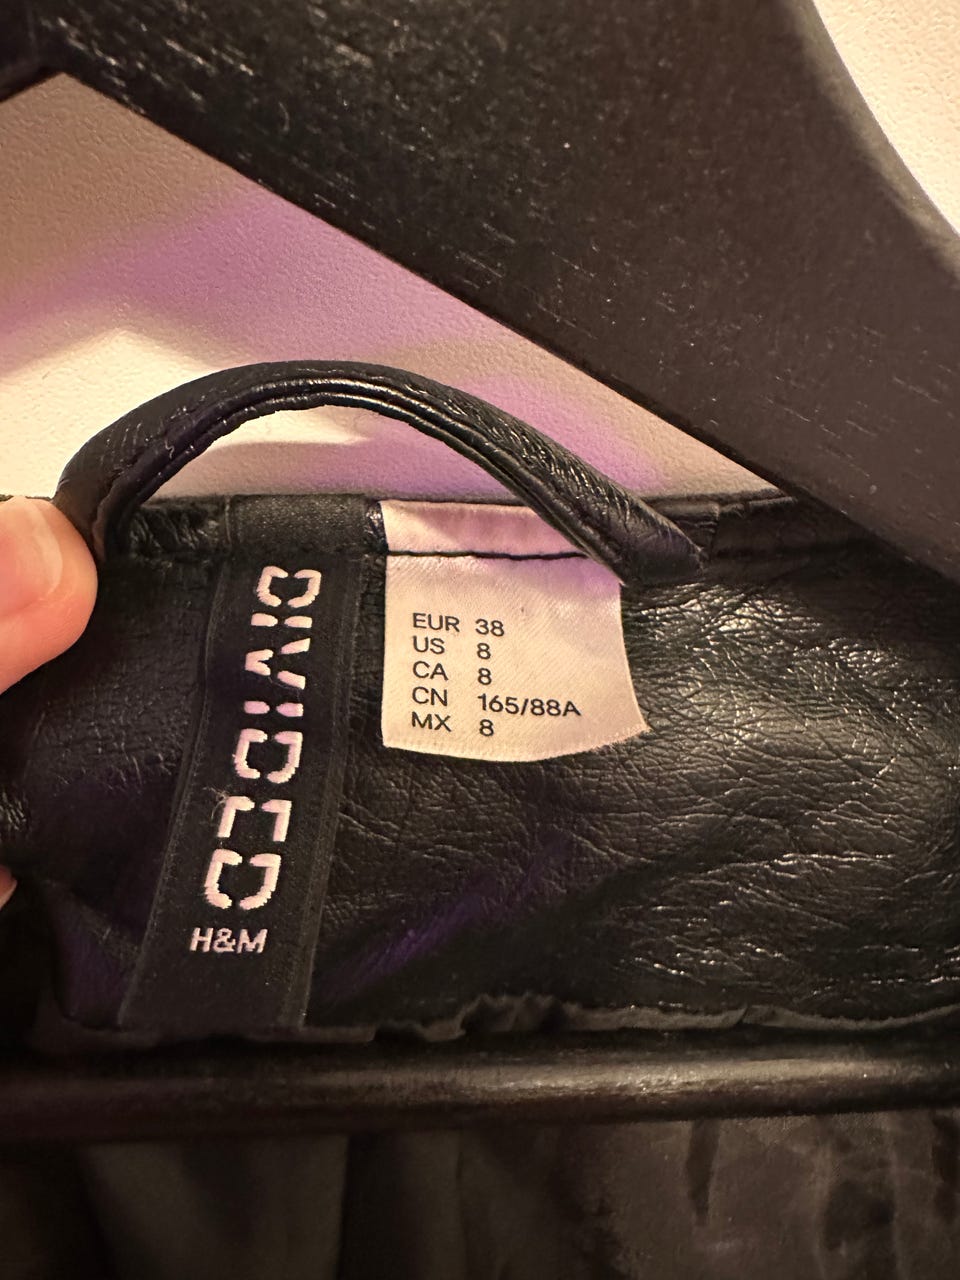 DIVIDED
H&M
EUR 38
US 8
CA 8
CN 165/88A
MX 8